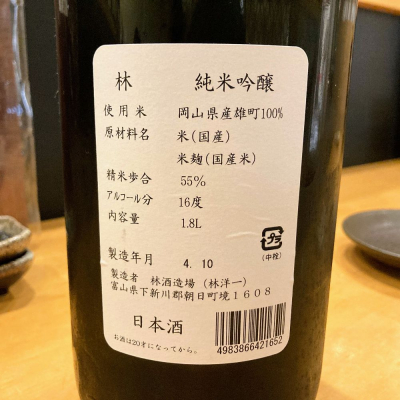 林 純米吟醸
使用米 岡山県産雄町100%
原材料名 米(国産)
米麹(国産米)
精米歩合 55%
アルコール分 16度
内容量 1.8L
プラ
(中栓)
製造年月 4.10
製造者 林酒造場(林洋一)
富山県下新川郡朝日町境1608
日本酒
お酒は20才になってから。
4983866421652